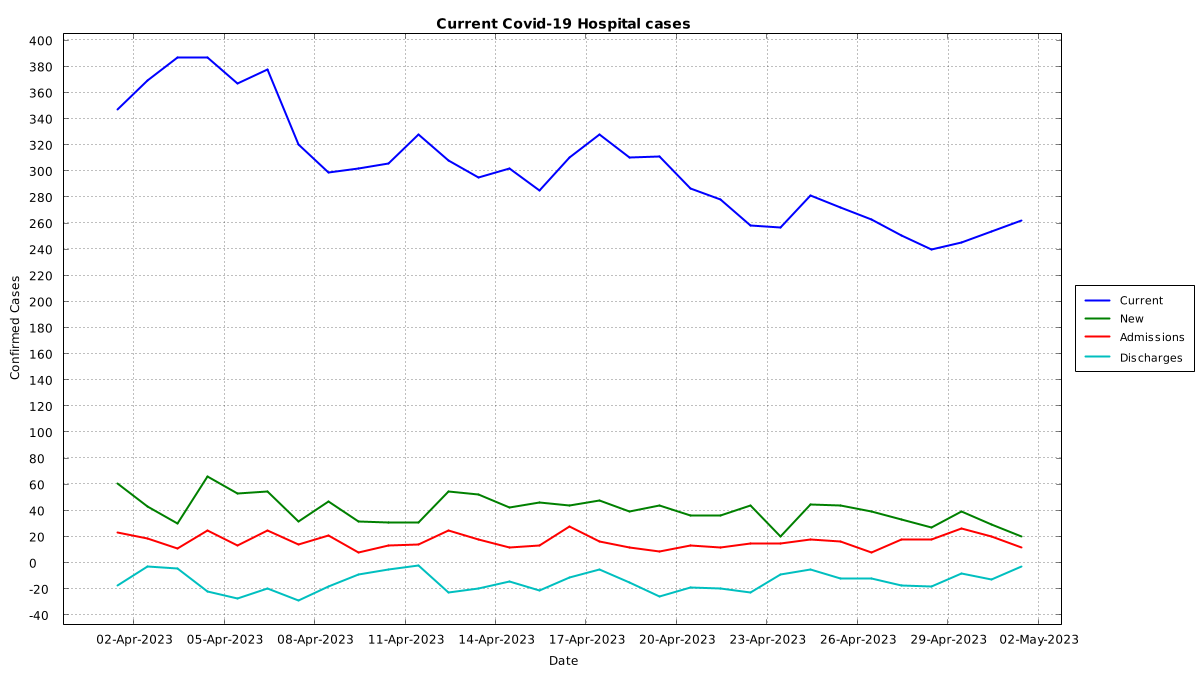 Current Covid-19 Hospital cases
400
380
360
340
320
300
280
260
240
220
200
180
160
140
120
100
80
60
40
20
0
-20
-40
Confirmed Cases
02-Apr-2023 05-Apr-2023 08-Apr-2023 11-Apr-2023 14-Apr-2023 17-Apr-2023 20-Apr-2023 23-Apr-2023 26-Apr-2023 29-Apr-2023 02-May-2023
Date
Current
New
Admissions
Discharges